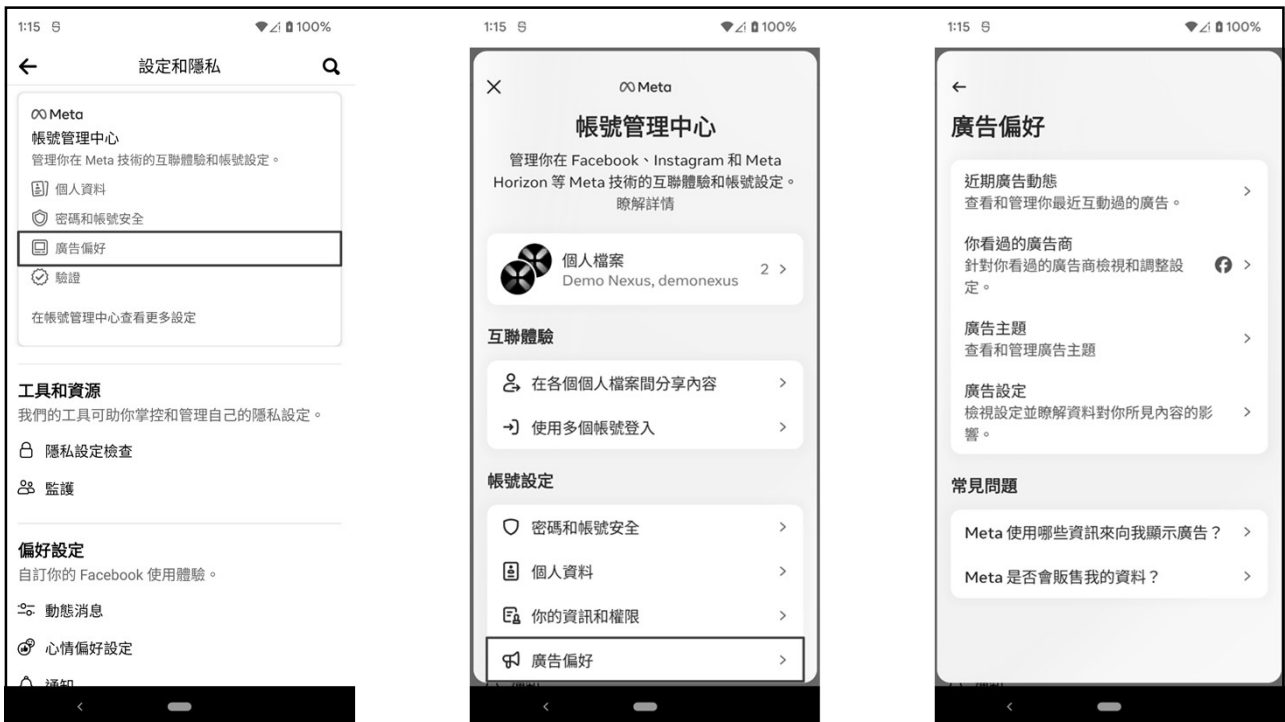 1:15 100%
設定和隱私
Meta
帳號管理中心
管理你在 Meta 技術的互聯體驗和帳號設定。
個人資料
密碼和帳號安全
廣告偏好
驗證
在帳號管理中心查看更多設定
工具和資源
我們的工具可助你掌控和管理自己的隱私設定。
隱私設定檢查
監護
偏好設定
自訂你的 Facebook 使用體驗。
動態消息
心情偏好設定
通知
1:15 100%
Meta
帳號管理中心
管理你在 Facebook、Instagram 和 Meta
Horizon 等 Meta 技術的互聯體驗和帳號設定。
瞭解詳情
個人檔案
Demo Nexus, demonexus
2
互聯體驗
在各個個人檔案間分享內容
使用多個帳號登入
帳號設定
密碼和帳號安全
個人資料
你的資訊和權限
廣告偏好
1:15 100%
廣告偏好
近期廣告動態
查看和管理你最近互動過的廣告。
你看過的廣告商
針對你看過的廣告商檢視和調整設
定。
廣告主題
查看和管理廣告主題
廣告設定
檢視設定並瞭解資料對你所見內容的影
響。
常見問題
Meta 使用哪些資訊來向我顯示廣告？
Meta 是否會販售我的資料？